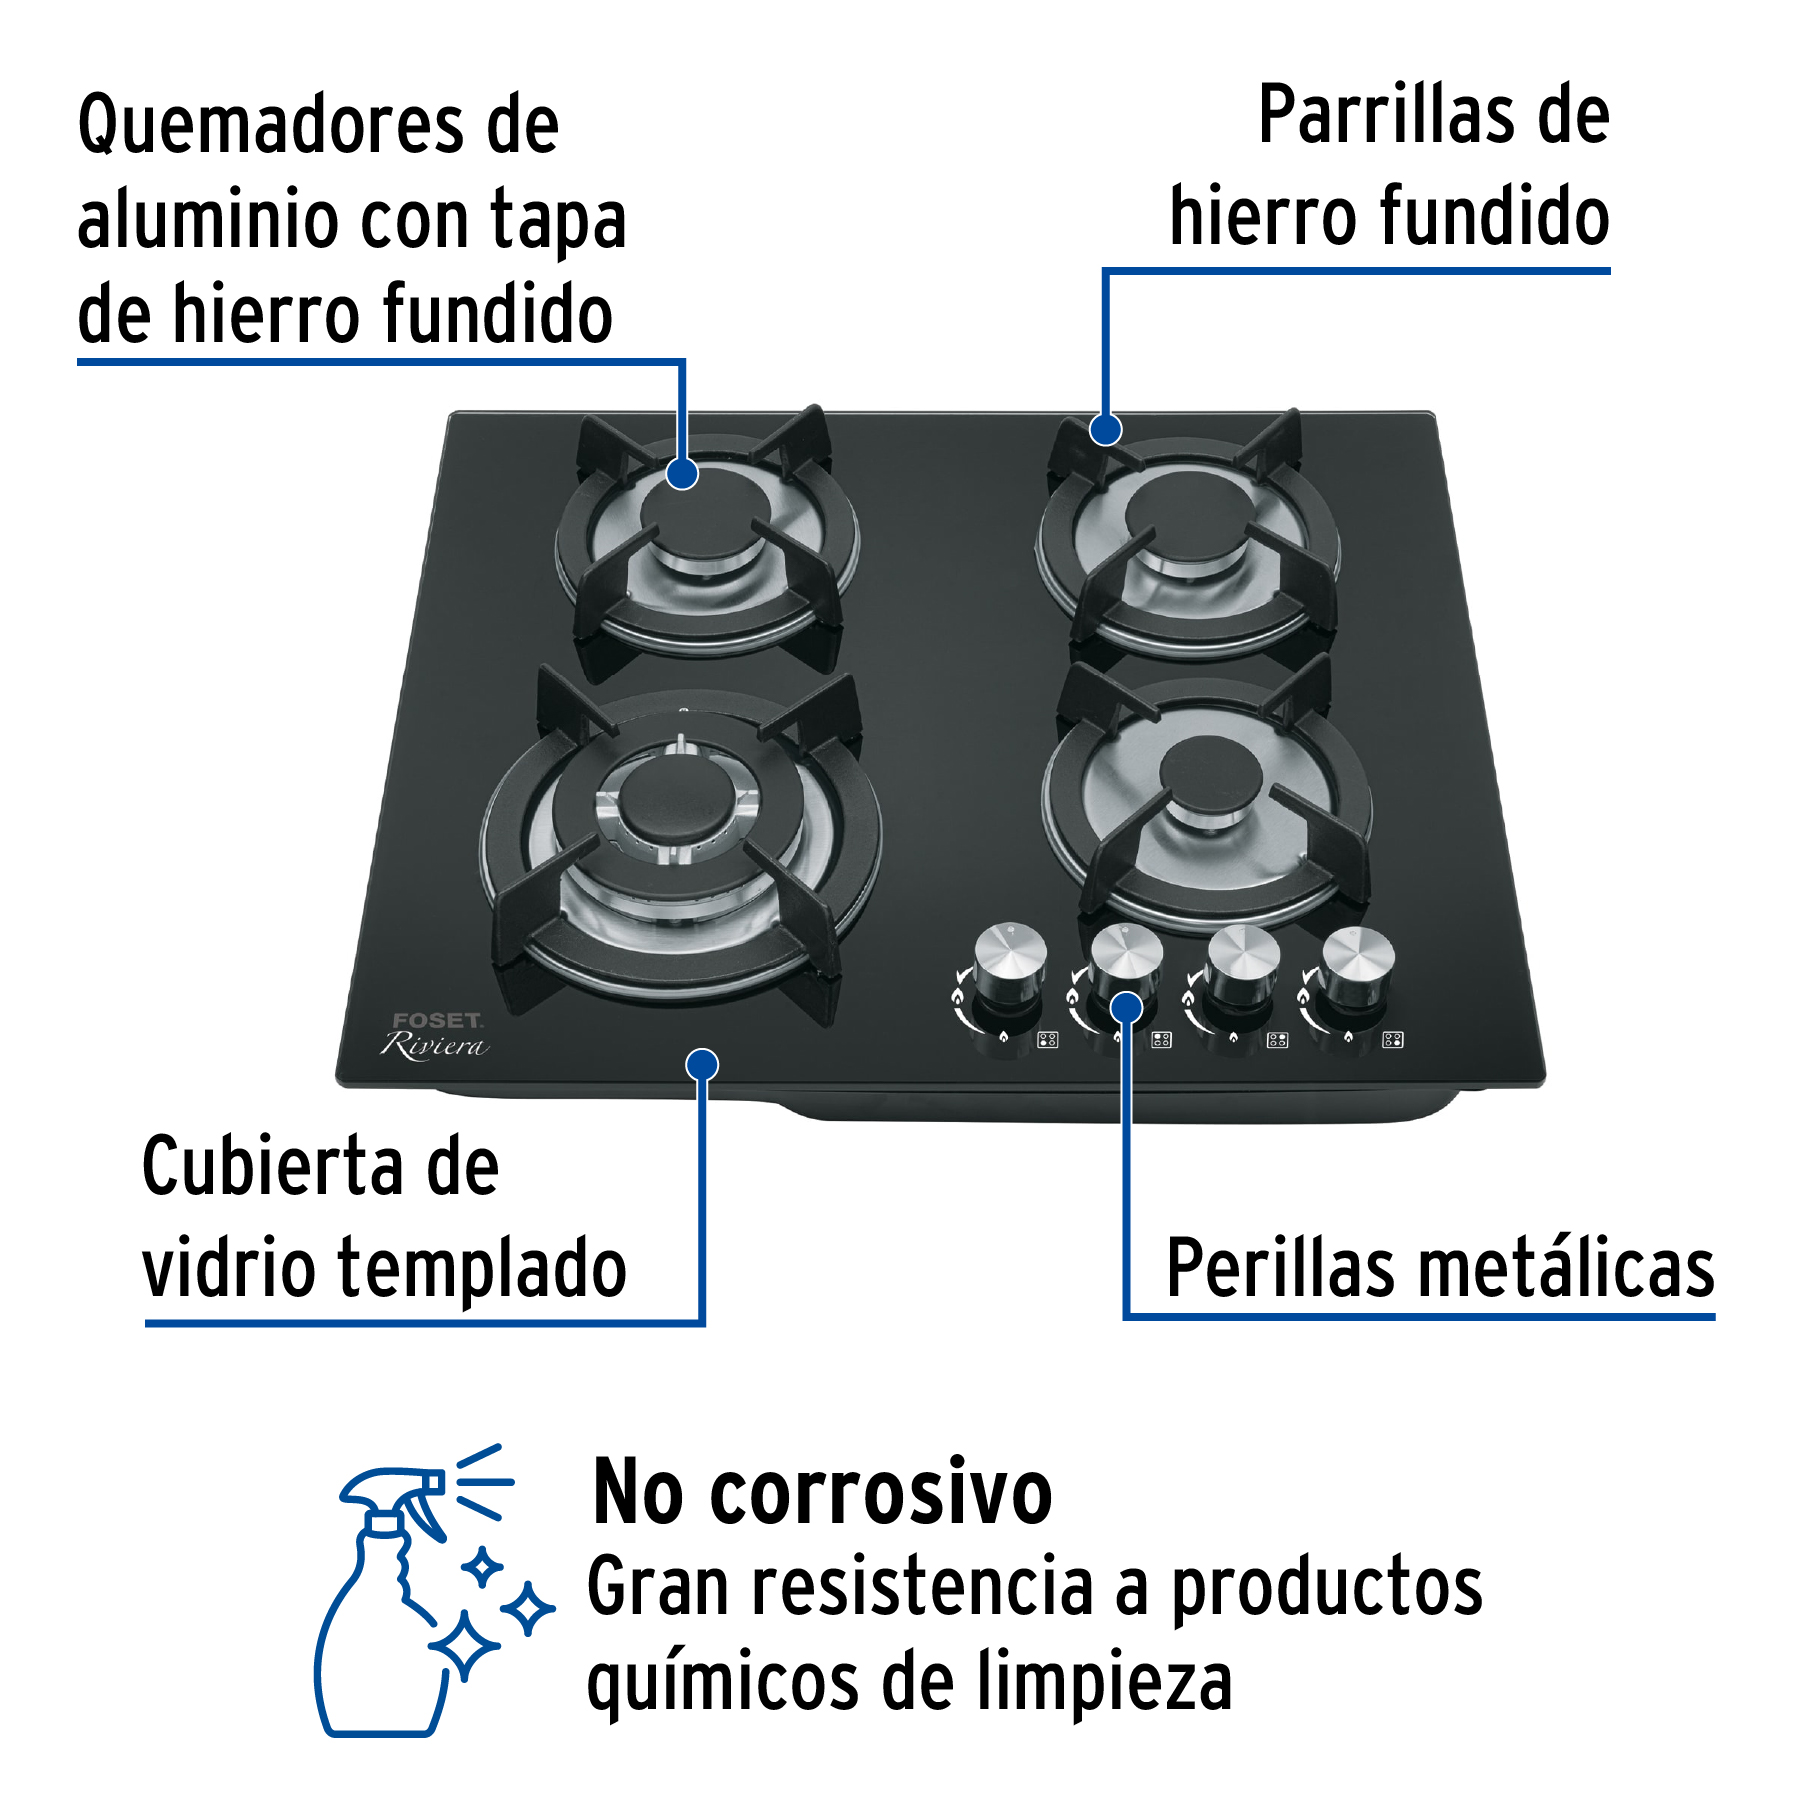 Quemadores de
aluminio con tapa
de hierro fundido
Parrillas de
hierro fundido
FOSET.
Riviera
Cubierta de
vidrio templado
Perillas metálicas
No corrosivo
Gran resistencia a productos
químicos de limpieza